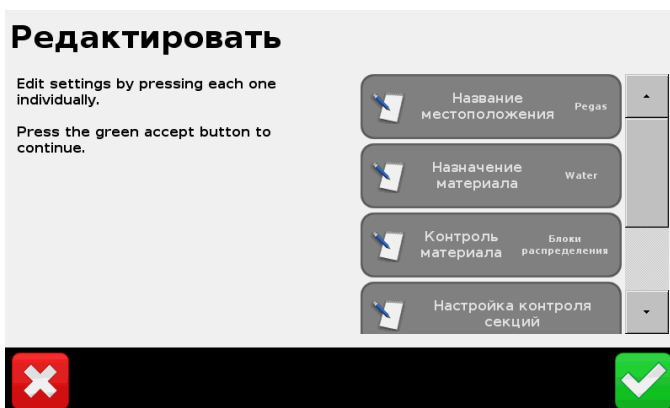 Редактировать
Edit settings by pressing each one
individually.
Press the green accept button to
continue.
Название
местоположения
Pegas
Назначение
материала
Water
Контроль
материала
Блоки
распределения
Настройка контроля
секций